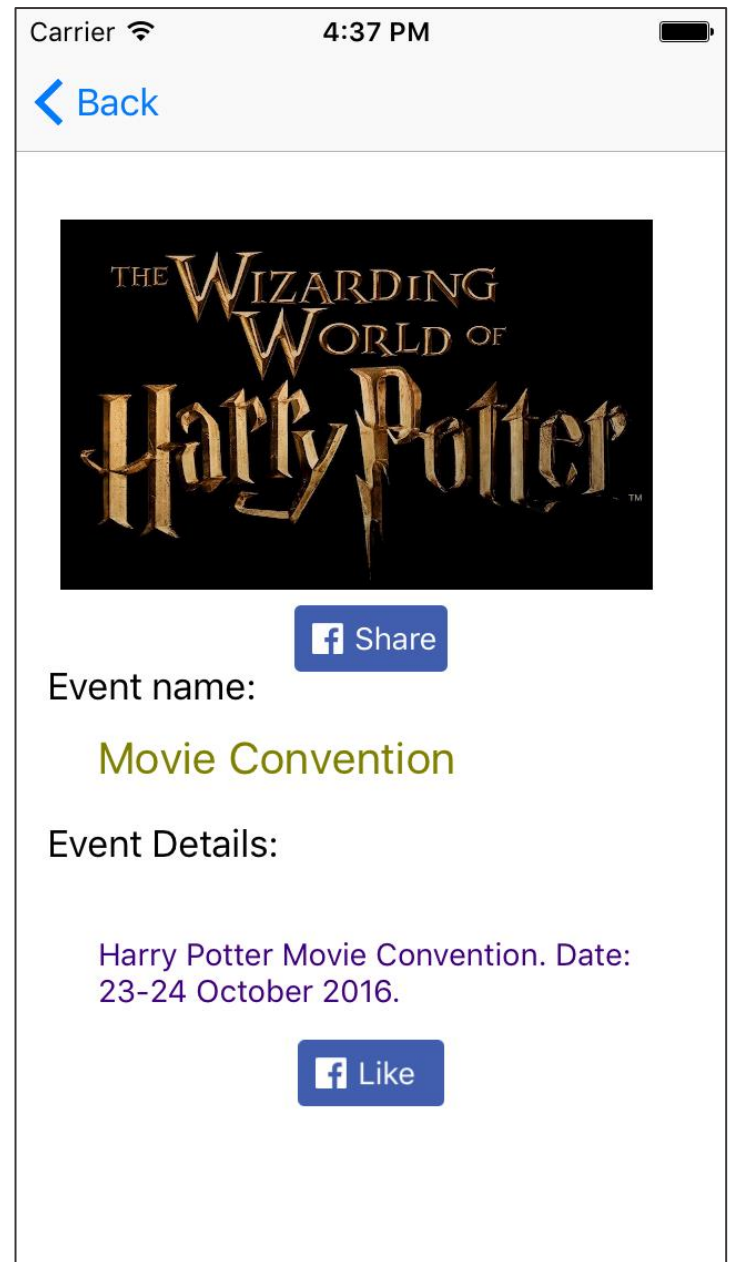 Carrier 4:37 PM
Back
THE WIZARDING
WORLD OF
Harry Potter ™
Share
Event name:
Movie Convention
Event Details:
Harry Potter Movie Convention. Date:
23-24 October 2016.
Like